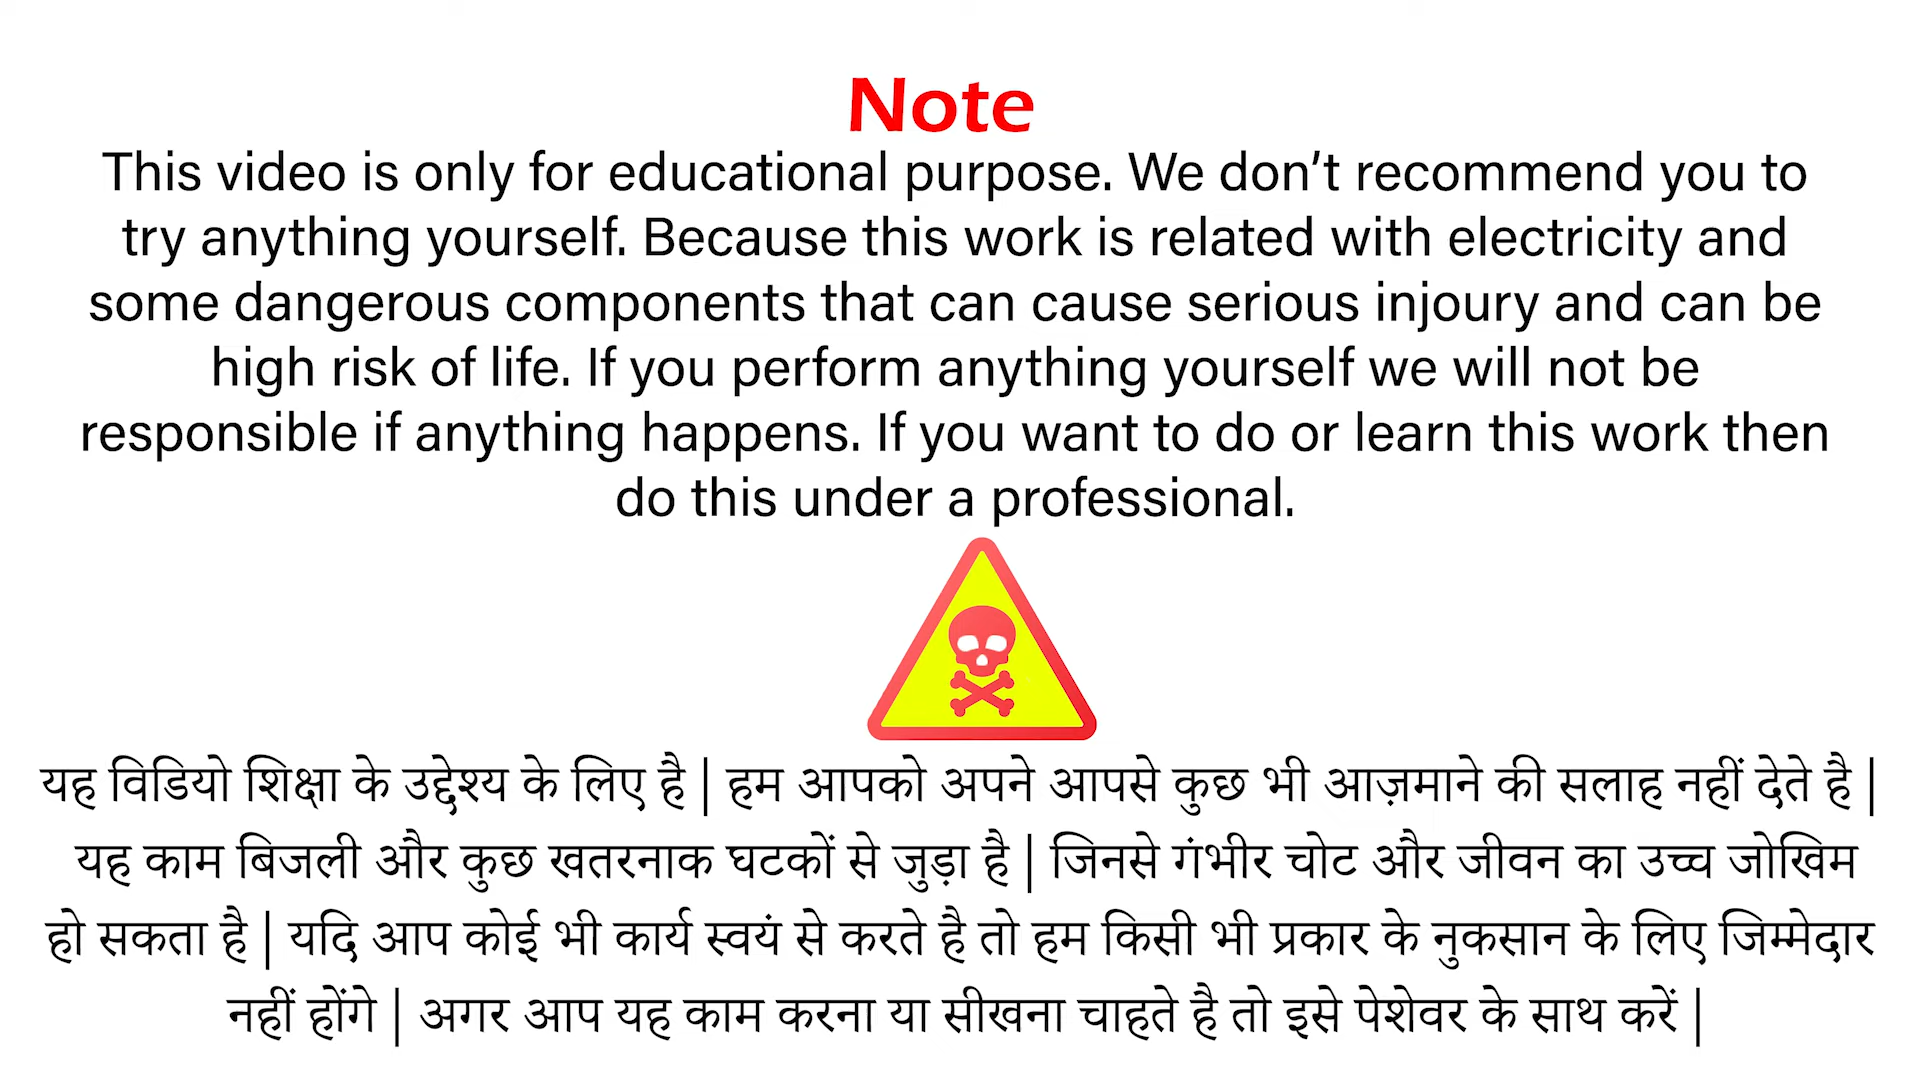 Note
This video is only for educational purpose. We don’t recommend you to
try anything yourself. Because this work is related with electricity and
some dangerous components that can cause serious injoury and can be
high risk of life. If you perform anything yourself we will not be
responsible if anything happens. If you want to do or learn this work then
do this under a professional.
यह विडियो शिक्षा के उद्देश्य के लिए है | हम आपको अपने आपसे कुछ भी आज़माने की सलाह नहीं देते है |
यह काम बिजली और कुछ खतरनाक घटकों से जुड़ा है | जिनसे गंभीर चोट और जीवन का उच्च जोखिम
हो सकता है | यदि आप कोई भी कार्य स्वयं से करते है तो हम किसी भी प्रकार के नुकसान के लिए जिम्मेदार
नहीं होंगे | अगर आप यह काम करना या सीखना चाहते है तो इसे पेशेवर के साथ करें |